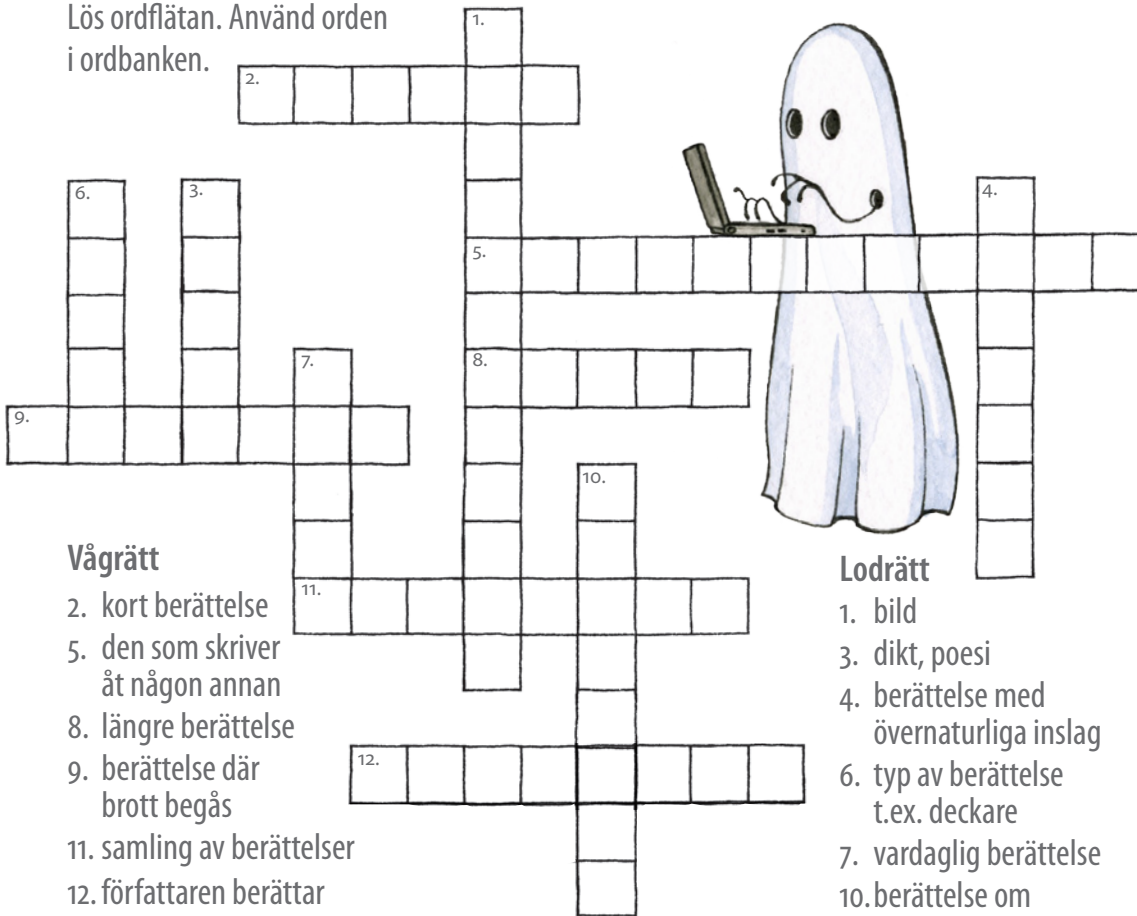 Lös ordflätan. Använd orden
i ordbanken.
1.
2.
6.
3.
4.
5.
7.
8.
9.
10.
11.
12.
Vågrätt
2. kort berättelse
5. den som skriver
åt någon annan
8. längre berättelse
9. berättelse där
brott begås
11. samling av berättelser
12. författaren berättar
Lodrätt
1. bild
3. dikt, poesi
4. berättelse med
övernaturliga inslag
6. typ av berättelse
t.ex. deckare
7. vardaglig berättelse
10. berättelse om